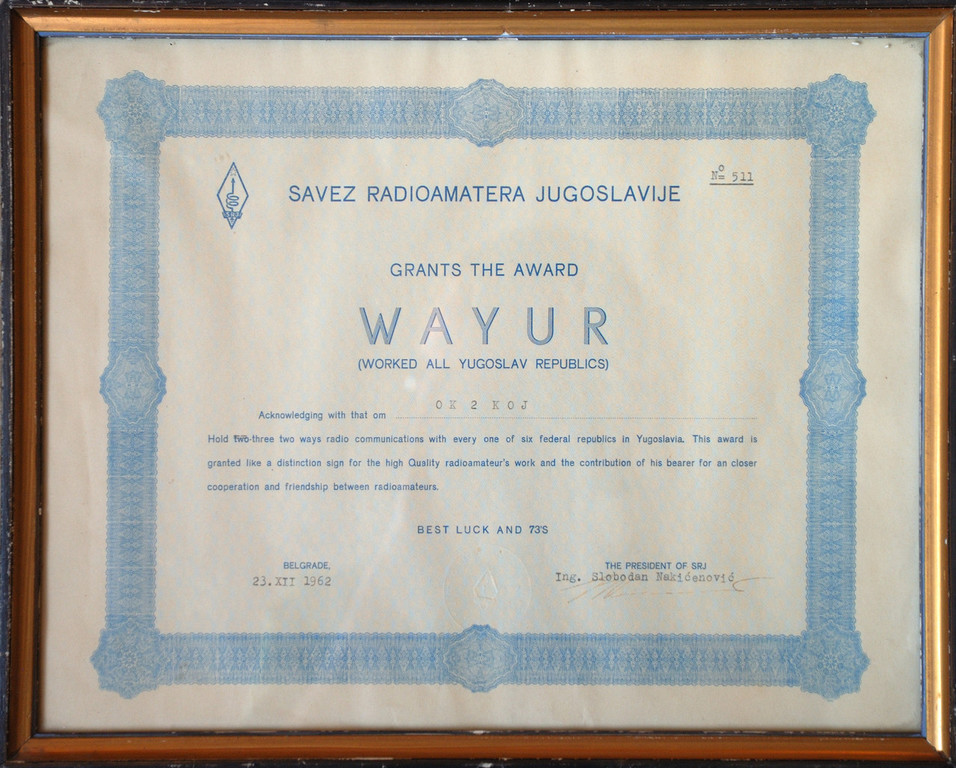 SAVEZ RADIOAMATERA JUGOSLAVIJE
No= 511
GRANTS THE AWARD
WAYUR
(WORKED ALL YUGOSLAV REPUBLICS)
OK 2 KOJ
Acknowledging with that om
Hold two-three two ways radio communications with every one of six federal republics in Yugoslavia. This award is
granted like a distinction sign for the high Quality radioamateur's work and the contribution of his bearer for an closer
cooperation and friendship between radioamateurs.
BEST LUCK AND 73'S
BELGRADE,
23.XII 1962
THE PRESIDENT OF SRJ
Ing. Slobodan Nakićenović